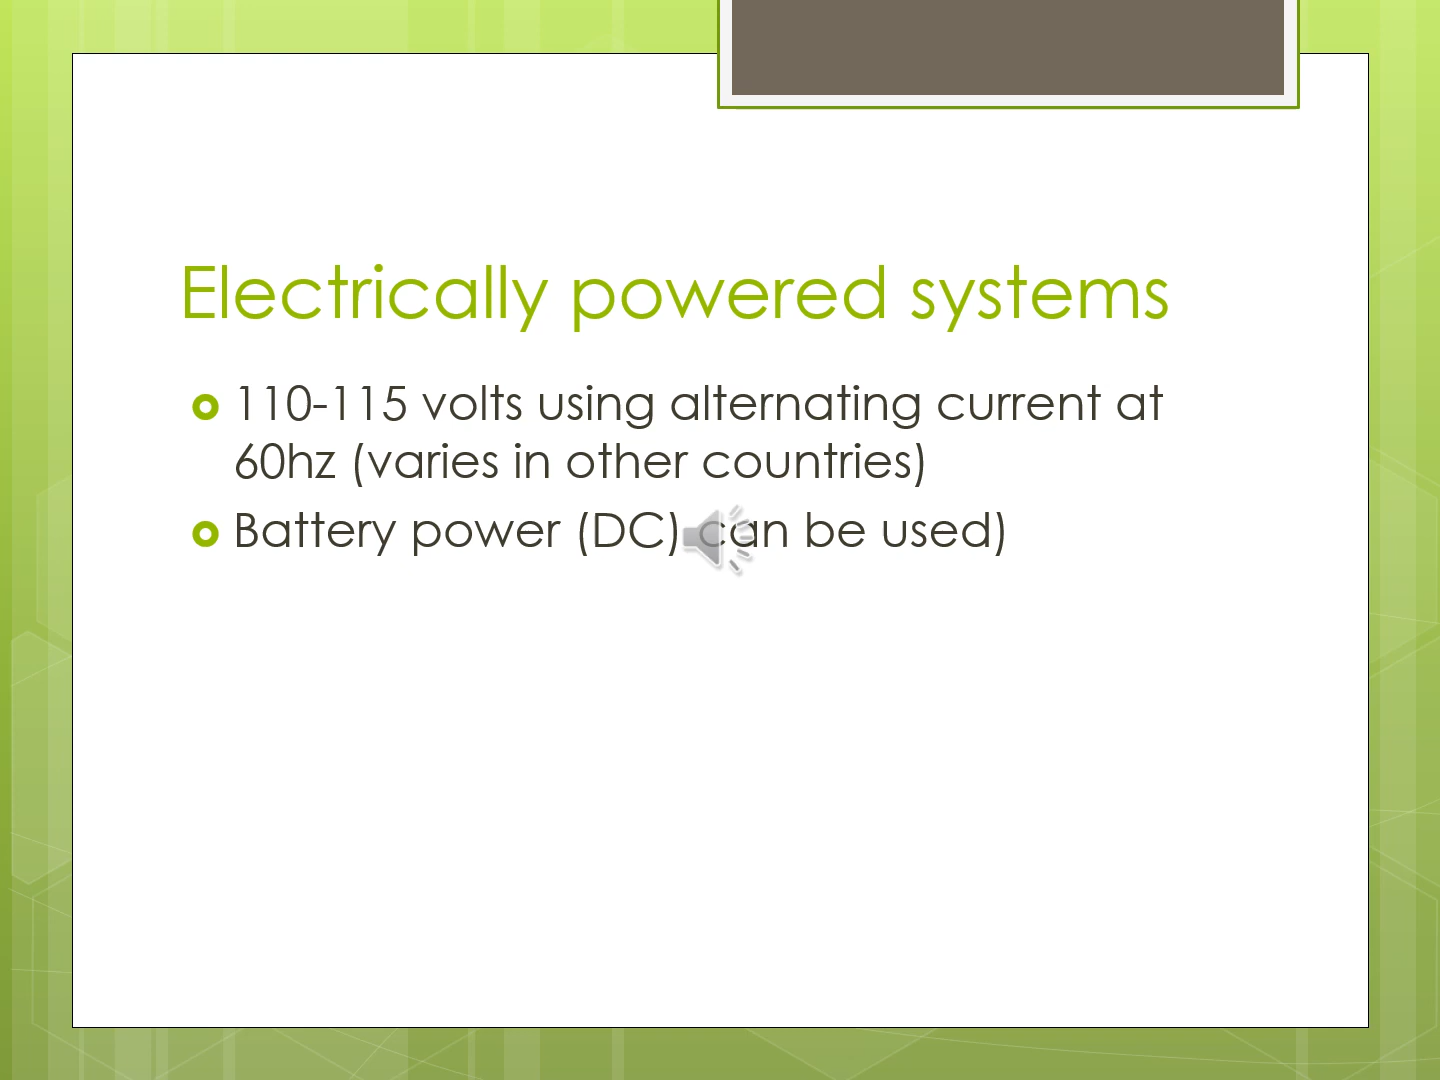 Electrically powered systems
110-115 volts using alternating current at
60hz (varies in other countries)
Battery power (DC) can be used)